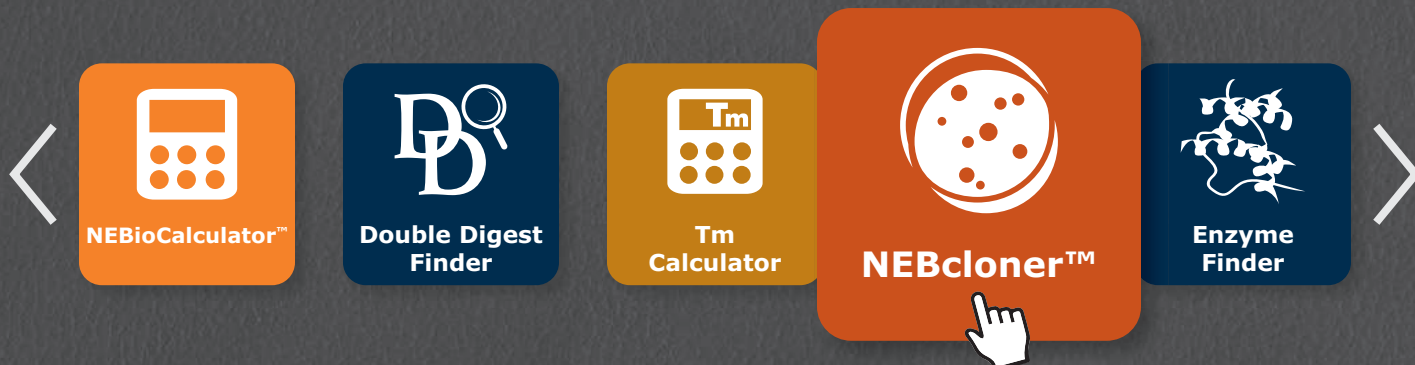 NEBioCalculator™
DD
Double Digest
Finder
Tm
Tm
Calculator
NEBcloner™
Enzyme
Finder